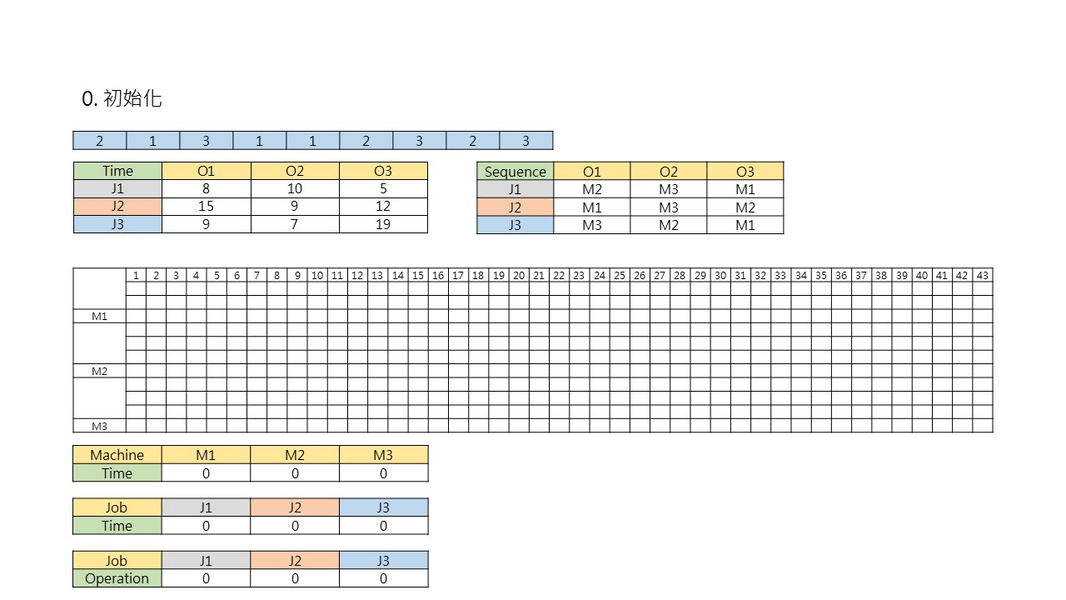 0. 初始化
2 1 3 1 1 2 3 2 3
Time O1 O2 O3
J1 8 10 5
J2 15 9 12
J3 9 7 19
Sequence O1 O2 O3
J1 M2 M3 M1
J2 M1 M3 M2
J3 M3 M2 M1
1 2 3 4 5 6 7 8 9 10 11 12 13 14 15 16 17 18 19 20 21 22 23 24 25 26 27 28 29 30 31 32 33 34 35 36 37 38 39 40 41 42 43
M1
M2
M3
Machine M1 M2 M3
Time 0 0 0
Job J1 J2 J3
Time 0 0 0
Job J1 J2 J3
Operation 0 0 0